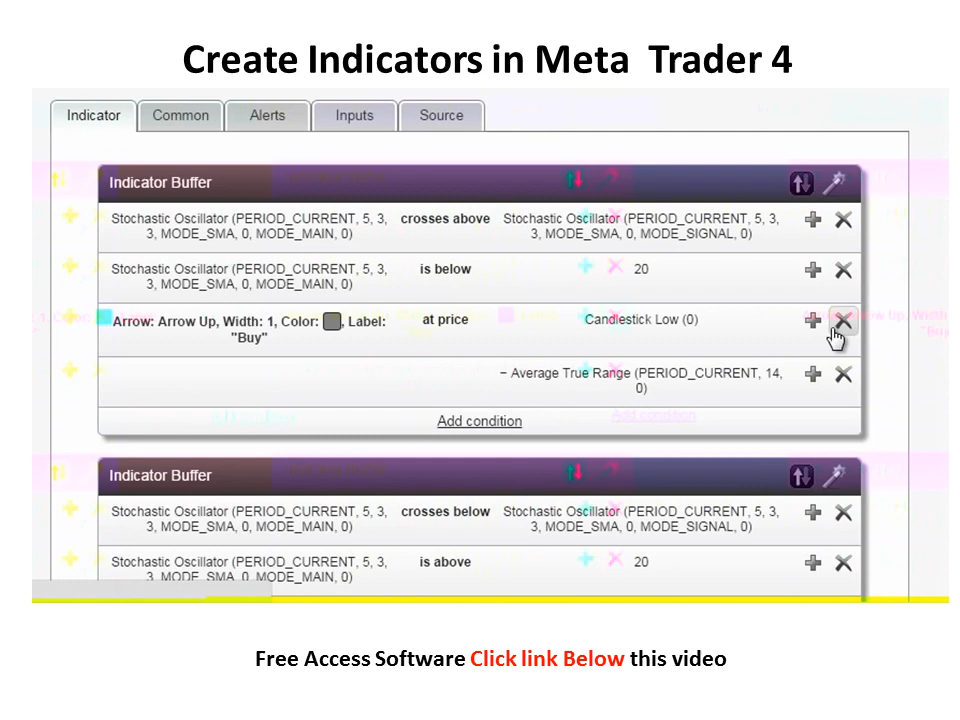 Create Indicators in Meta  Trader 4
Indicator
Common
Alerts
Inputs
Source
Indicator Buffer
Stochastic Oscillator (PERIOD_CURRENT, 5, 3,
3, MODE_SMA, 0, MODE_MAIN, 0)
crosses above
Stochastic Oscillator (PERIOD_CURRENT, 5, 3,
3, MODE_SMA, 0, MODE_SIGNAL, 0)
Stochastic Oscillator (PERIOD_CURRENT, 5, 3,
3, MODE_SMA, 0, MODE_MAIN, 0)
is below
20
Arrow: Arrow Up, Width: 1, Color: , Label:
"Buy"
at price
Candlestick Low (0)
− Average True Range (PERIOD_CURRENT, 14,
0)
Add condition
Indicator Buffer
Stochastic Oscillator (PERIOD_CURRENT, 5, 3,
3, MODE_SMA, 0, MODE_MAIN, 0)
crosses below
Stochastic Oscillator (PERIOD_CURRENT, 5, 3,
3, MODE_SMA, 0, MODE_SIGNAL, 0)
Stochastic Oscillator (PERIOD_CURRENT, 5, 3,
3, MODE_SMA, 0, MODE_MAIN, 0)
is above
20
Free Access Software Click link Below this video